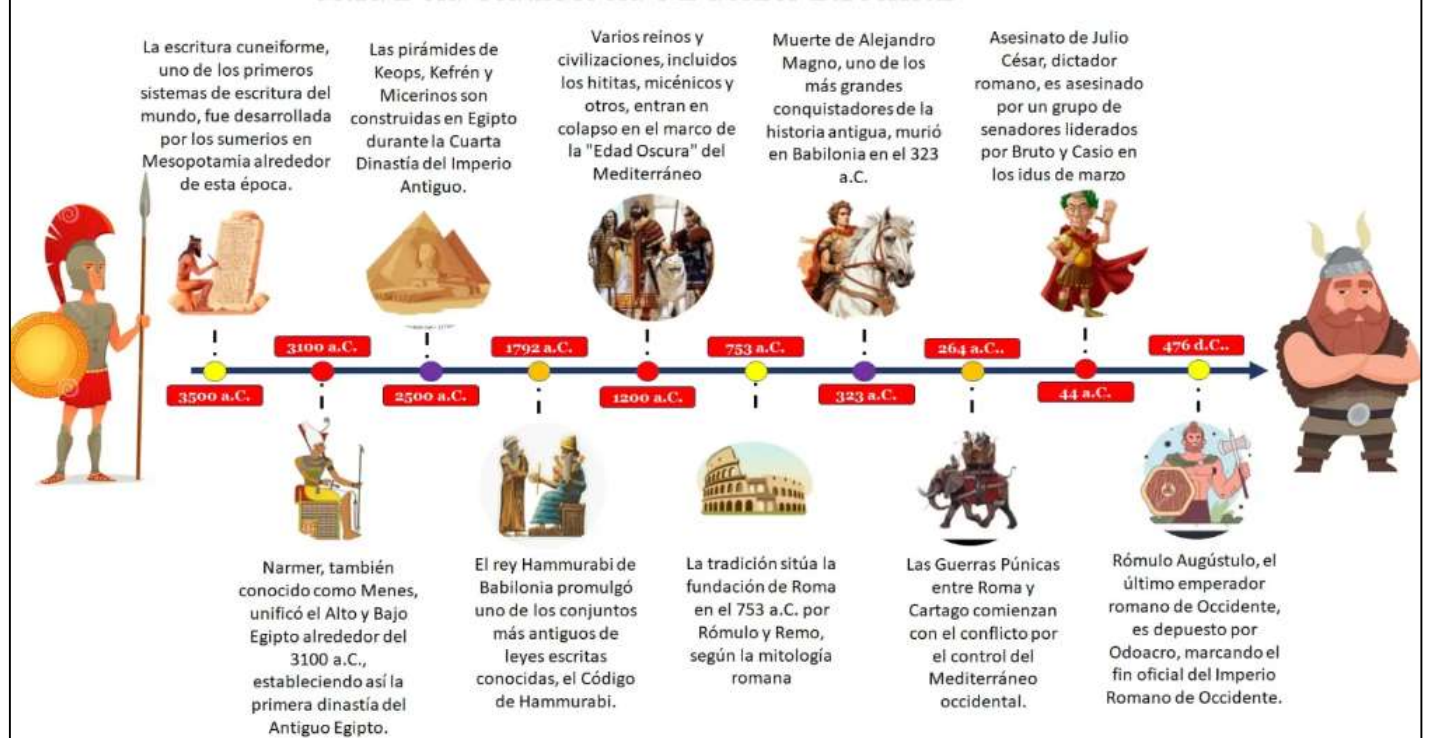 La escritura cuneiforme,
uno de los primeros
sistemas de escritura del
mundo, fue desarrollada
por los sumerios en
Mesopotamia alrededor
de esta época.
Las pirámides de
Keops, Kefrén y
Micerinos son
construidas en Egipto
durante la Cuarta
Dinastía del Imperio
Antiguo.
Varios reinos y
civilizaciones, incluidos
los hititas, micénicos y
otros, entran en
colapso en el marco de
la "Edad Oscura" del
Mediterráneo
Muerte de Alejandro
Magno, uno de los
más grandes
conquistadores de la
historia antigua, murió
en Babilonia en el 323
a.C.
Asesinato de Julio
César, dictador
romano, es asesinado
por un grupo de
senadores liderados
por Bruto y Casio en
los idus de marzo
3500 a.C.
3100 a.C.
2500 a.C.
1792 a.C.
1200 a.C.
753 a.C.
323 a.C.
264 a.C..
44 a.C.
476 d.C..
Narmer, también
conocido como Menes,
unificó el Alto y Bajo
Egipto alrededor del
3100 a.C.,
estableciendo así la
primera dinastía del
Antiguo Egipto.
El rey Hammurabi de
Babilonia promulgó
uno de los conjuntos
más antiguos de
leyes escritas
conocidas, el Código
de Hammurabi.
La tradición sitúa la
fundación de Roma
en el 753 a.C. por
Rómulo y Remo,
según la mitología
romana
Las Guerras Púnicas
entre Roma y
Cartago comienzan
con el conflicto por
el control del
Mediterráneo
occidental.
Rómulo Augústulo, el
último emperador
romano de Occidente,
es depuesto por
Odoacro, marcando el
fin oficial del Imperio
Romano de Occidente.